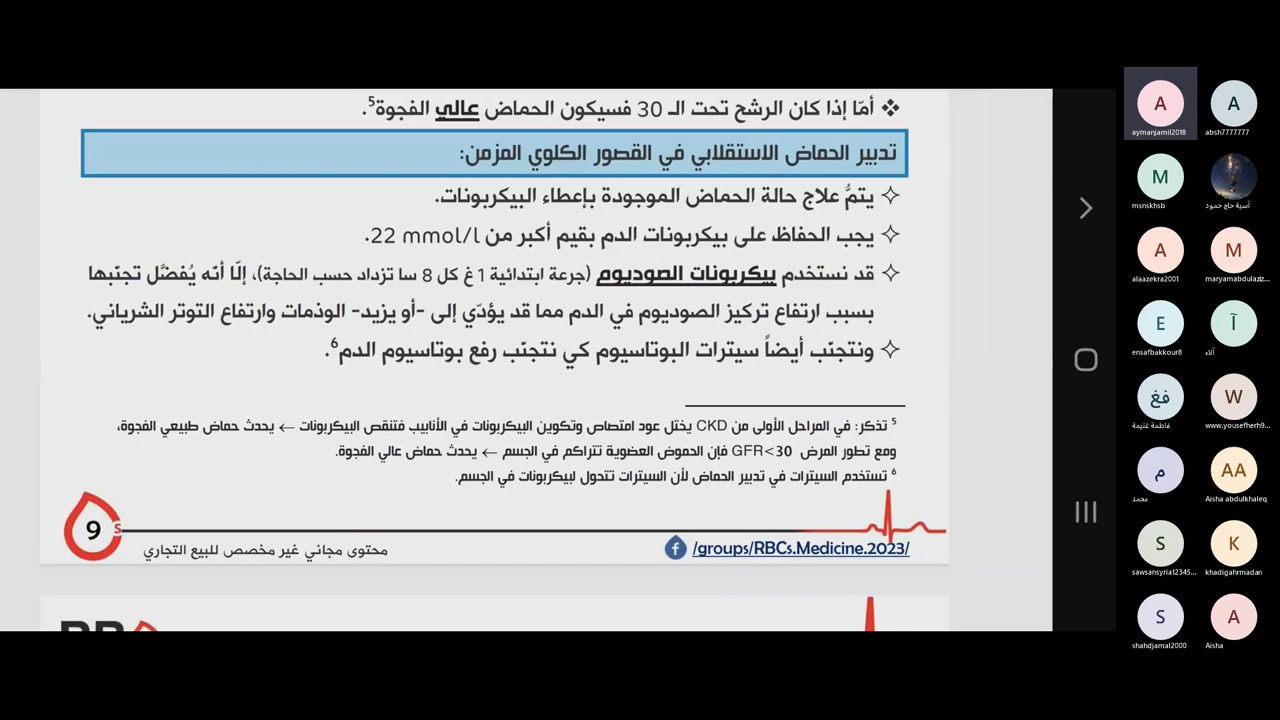 ❖ أمّا إذا كان الرشح تحت الـ 30 فسيكون الحماض عالي الفجوة⁵.
تدبير الحماض الاستقلابي في القصور الكلوي المزمن:
✧ يتمُّ علاج حالة الحماض الموجودة بإعطاء البيكربونات.
✧ يجب الحفاظ على بيكربونات الدم بقيم أكبر من 22 mmol/l.
✧ قد نستخدم بيكربونات الصوديوم (جرعة ابتدائية 1 غ كل 8 سا تزداد حسب الحاجة)، إلّا أنّه يُفضَّل تجنّبها
بسبب ارتفاع تركيز الصوديوم في الدم مما قد يؤدّي إلى -أو يزيد- الوذمات وارتفاع التوتر الشرياني.
✧ ونتجنّب أيضاً سيترات البوتاسيوم كي نتجنّب رفع بوتاسيوم الدم⁶.
⁵ تذكر: في المراحل الأولى من CKD يختل عود امتصاص وتكوين البيكربونات في الأنابيب فتنقص البيكربونات ← يحدث حماض طبيعي الفجوة،
ومع تطور المرض GFR<30 فإن الحموض العضوية تتراكم في الجسم ← يحدث حماض عالي الفجوة.
⁶ تستخدم السيترات في تدبير الحماض لأن السيترات تتحول لبيكربونات في الجسم.
9
S
محتوى مجاني غير مخصص للبيع التجاري
/groups/RBCs.Medicine.2023/
A
aymanjamil2018
A
absh7777777
M
msnskhsb
آسية حاج حمود
A
alaazekra2001
M
maryamabdulaziz...
E
ensafbakkour8
آ
آلاء
فغ
فاطمة غنيمة
W
www.yousefherh9...
م
محمد
AA
Aisha abdulkhaleq
S
sawsansyria12345...
K
khadigahrmadan
S
shahdjamal2000
A
Aisha